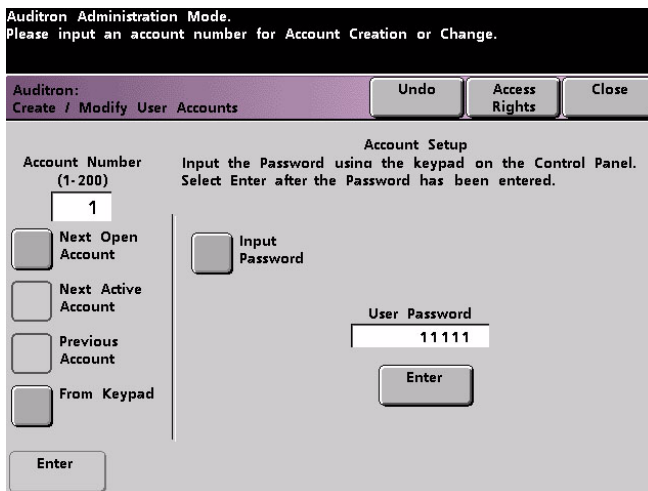 Auditron Administration Mode.
Please input an account number for Account Creation or Change.
Auditron:
Create / Modify User Accounts
Undo
Access
Rights
Close
Account Number
(1-200)
1
Next Open
Account
Next Active
Account
Previous
Account
From Keypad
Enter
Account Setup
Input the Password using the keypad on the Control Panel.
Select Enter after the Password has been entered.
Input
Password
User Password
11111
Enter